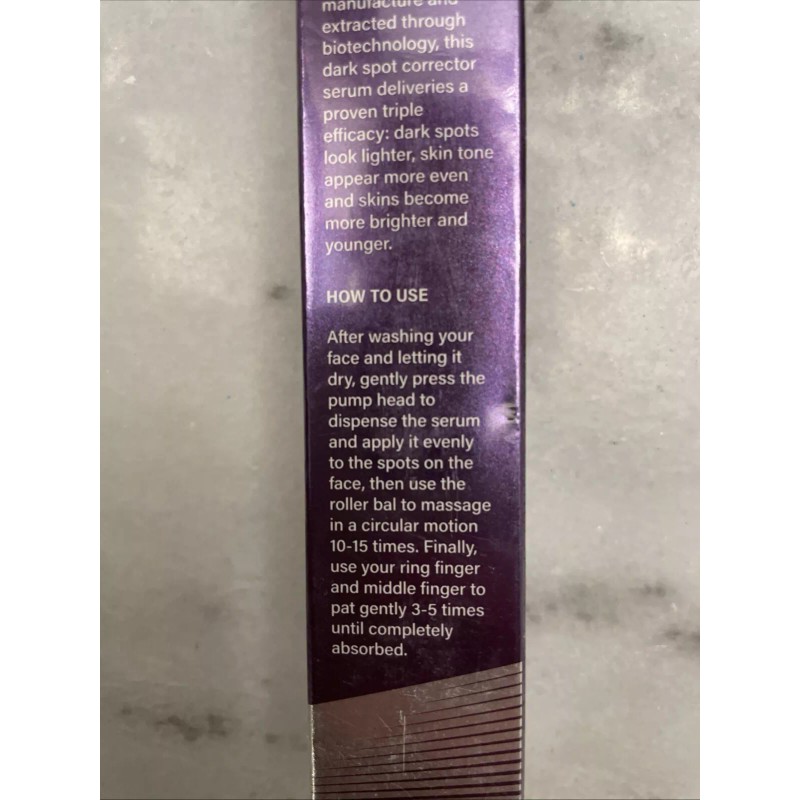 manufacture and
extracted through
biotechnology, this
dark spot corrector
serum deliveries a
proven triple
efficacy: dark spots
look lighter, skin tone
appear more even
and skins become
more brighter and
younger.
HOW TO USE
After washing your
face and letting it
dry, gently press the
pump head to
dispense the serum
and apply it evenly
to the spots on the
face, then use the
roller bal to massage
in a circular motion
10-15 times. Finally,
use your ring finger
and middle finger to
pat gently 3-5 times
until completely
absorbed.